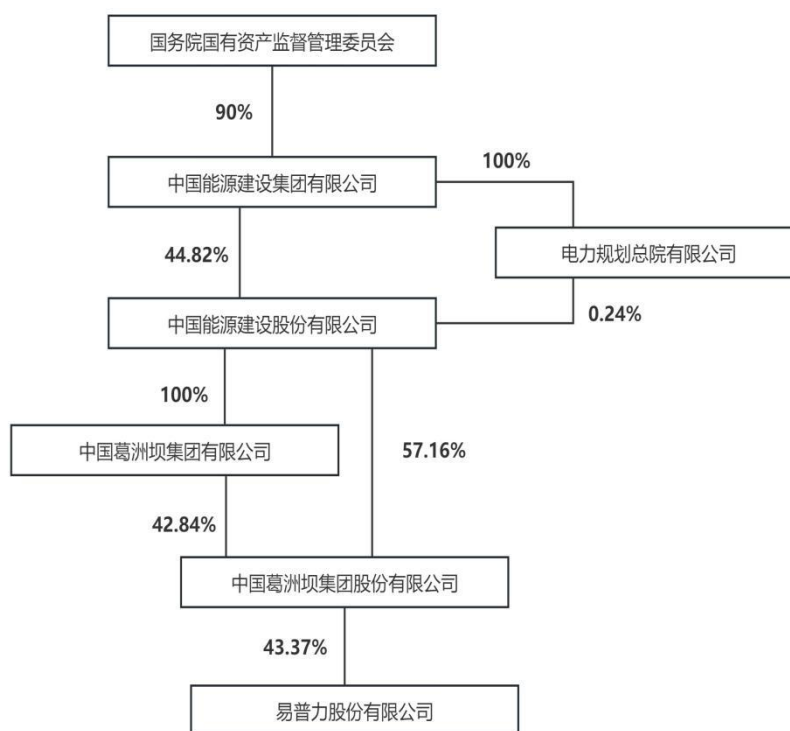 国务院国有资产监督管理委员会
90%
中国能源建设集团有限公司
100%
44.82%
电力规划总院有限公司
0.24%
中国能源建设股份有限公司
100%
57.16%
中国葛洲坝集团有限公司
42.84%
中国葛洲坝集团股份有限公司
43.37%
易普力股份有限公司